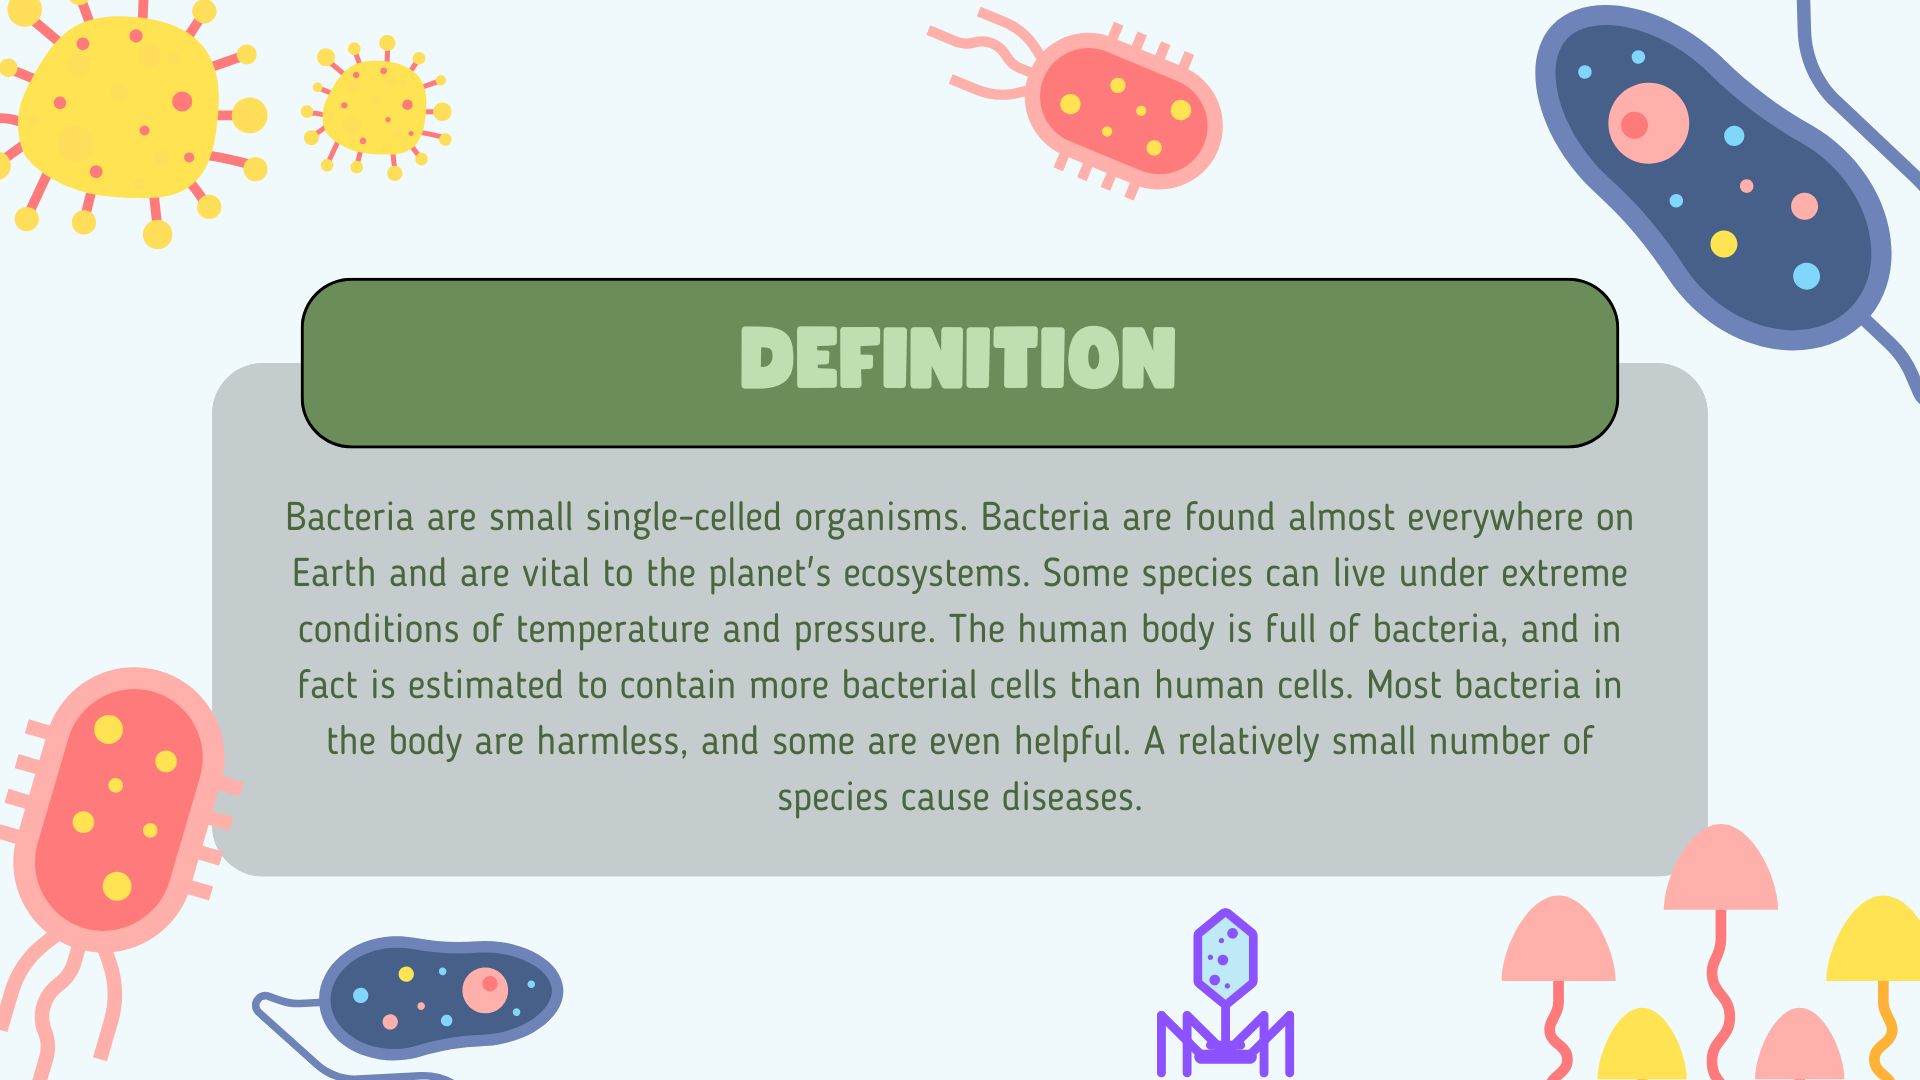 DEFINITION
Bacteria are small single-celled organisms. Bacteria are found almost everywhere on
Earth and are vital to the planet's ecosystems. Some species can live under extreme
conditions of temperature and pressure. The human body is full of bacteria, and in
fact is estimated to contain more bacterial cells than human cells. Most bacteria in
the body are harmless, and some are even helpful. A relatively small number of
species cause diseases.